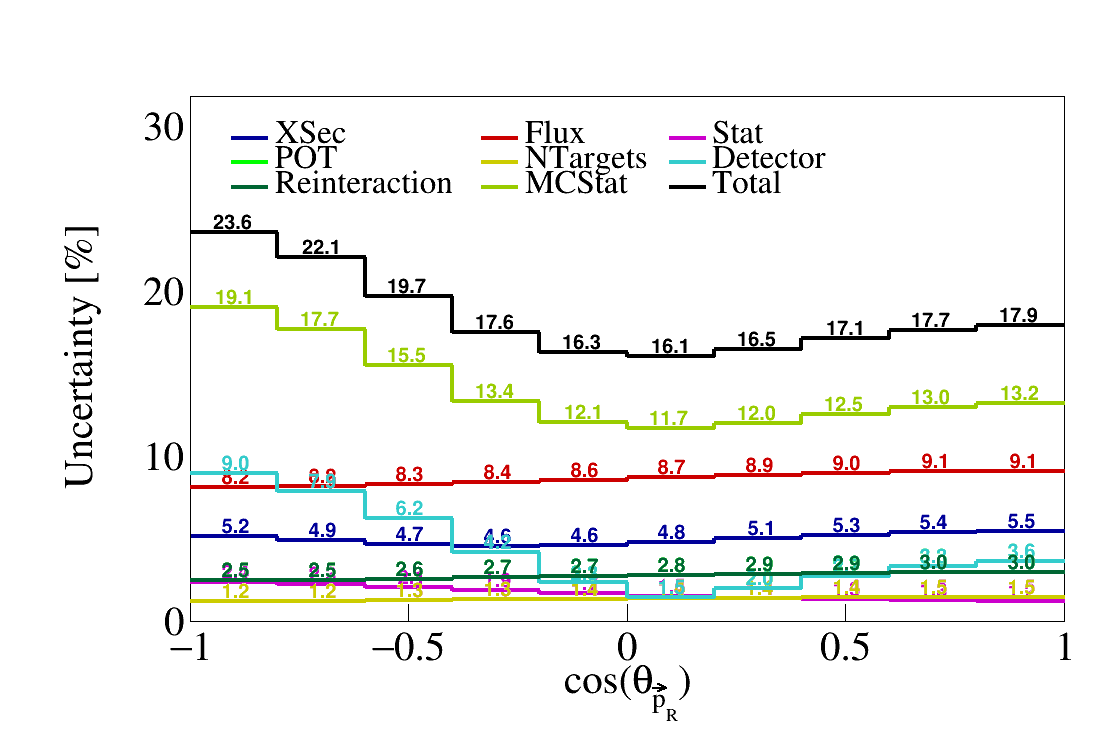 30
XSec Flux Stat
POT NTargets Detector
Reinteraction MCStat Total
23.6 22.1 19.7 17.6 16.3 16.1 16.5 17.1 17.7 17.9
20
19.1 17.7 15.5 13.4 12.1 11.7 12.0 12.5 13.0 13.2
Uncertainty [%]
10
9.0 6.2
8.2 8.3 8.4 8.6 8.7 8.9 9.0 9.1 9.1
5.2 4.9 4.7 4.6 4.6 4.8 5.1 5.3 5.4 5.5
3.6
2.5 2.5 2.6 2.7 2.7 2.8 2.9 2.9 3.0 3.0
2.0
1.2 1.2 1.3
0
−1 −0.5 0 0.5 1
cos(θp⃗R)